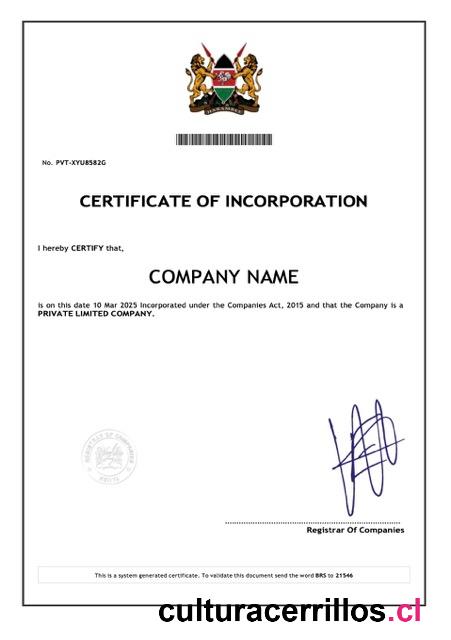 HARAMBEE
No. PVT-XYU8582G
CERTIFICATE OF INCORPORATION
I hereby CERTIFY that,
COMPANY NAME
is on this date 10 Mar 2025 Incorporated under the Companies Act, 2015 and that the Company is a
PRIVATE LIMITED COMPANY.
REGISTRAR OF COMPANIES
Registrar Of Companies
This is a system generated certificate. To validate this document send the word BRS to 21546
culturacerrillos.cl